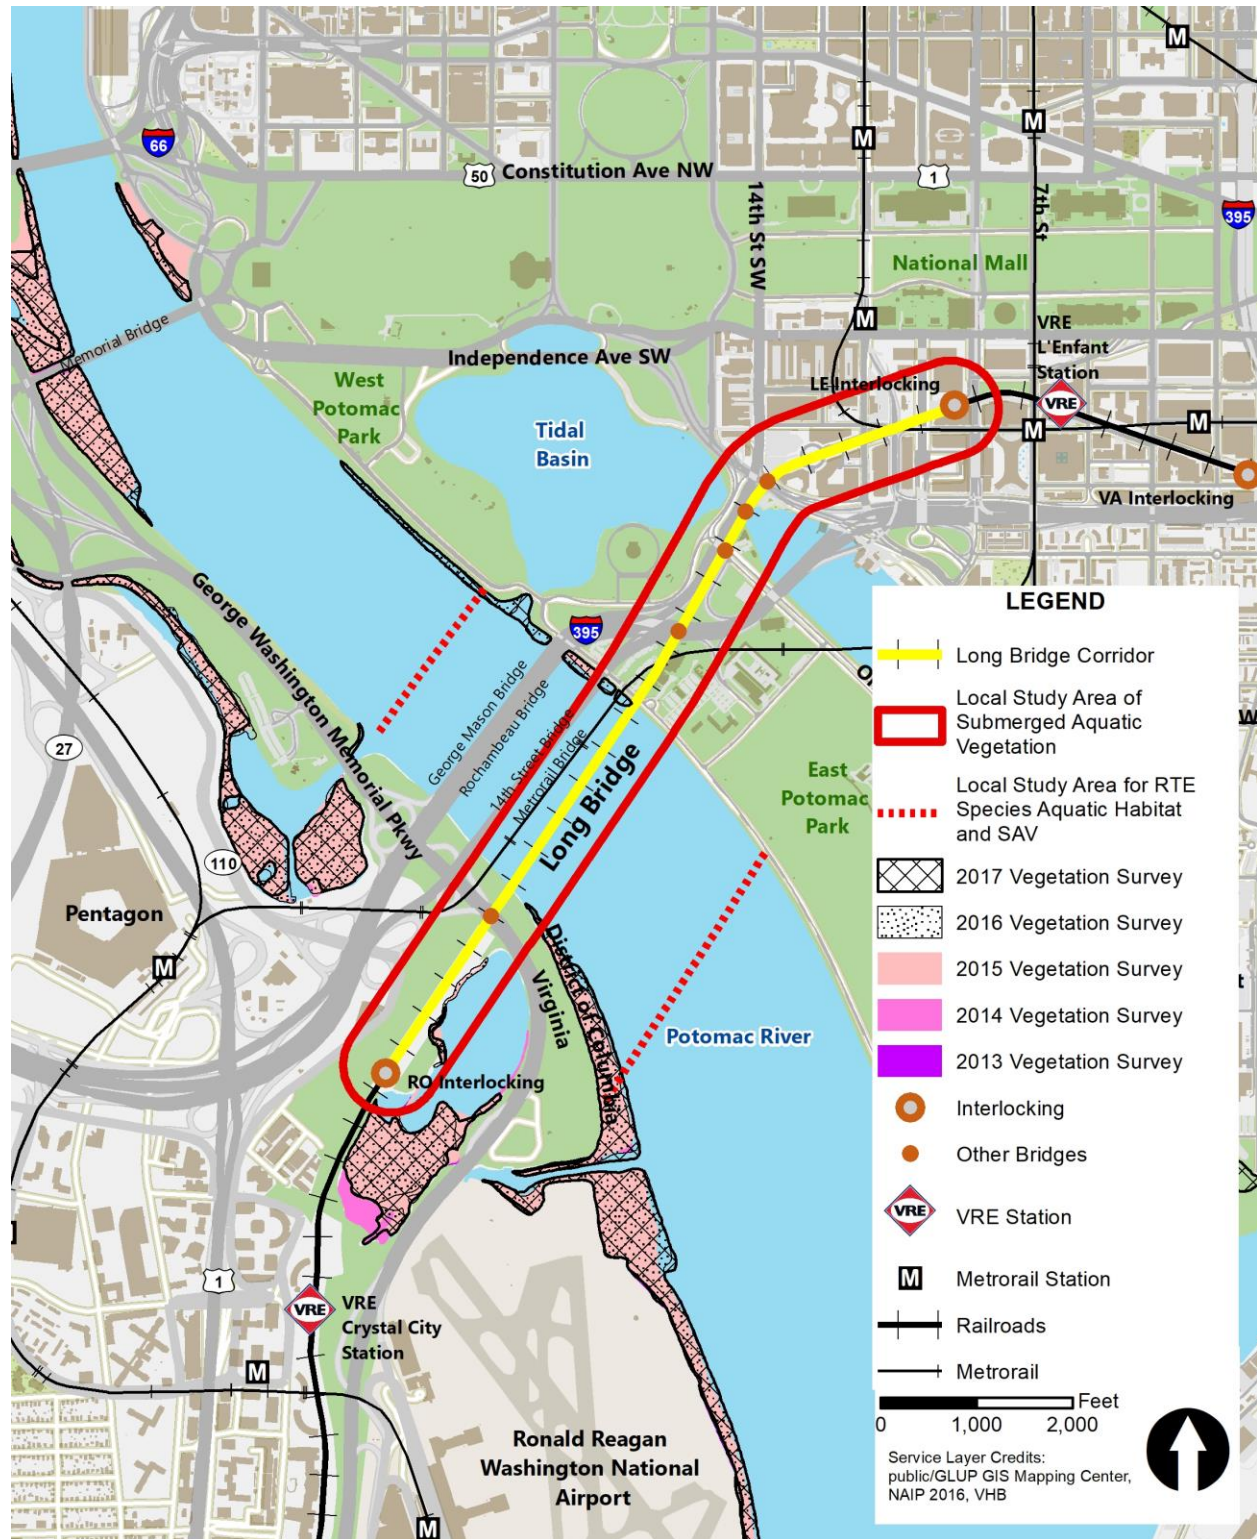 M
66
50
Constitution Ave NW
1
M
M
395
14th St SW
7th St
National Mall
M
VRE
L'Enfant
Station
Memorial Bridge
Independence Ave SW
LE Interlocking
West
Potomac
Park
VRE
M
M
Tidal
Basin
VA Interlocking
George Washington Memorial Pkwy
395
George Mason Bridge
Rochambeau Bridge
14th Street Bridge
Metrorail Bridge
Long Bridge
27
East
Potomac
Park
110
Pentagon
M
District of Columbia
Virginia
Potomac River
RO Interlocking
1
VRE
VRE
Crystal City
Station
M
Ronald Reagan
Washington National
Airport
M
LEGEND
Long Bridge Corridor
Local Study Area of
Submerged Aquatic
Vegetation
Local Study Area for RTE
Species Aquatic Habitat
and SAV
2017 Vegetation Survey
2016 Vegetation Survey
2015 Vegetation Survey
2014 Vegetation Survey
2013 Vegetation Survey
Interlocking
Other Bridges
VRE
VRE Station
M
Metrorail Station
Railroads
Metrorail
Feet
0 1,000 2,000
Service Layer Credits:
public/GLUP GIS Mapping Center,
NAIP 2016, VHB